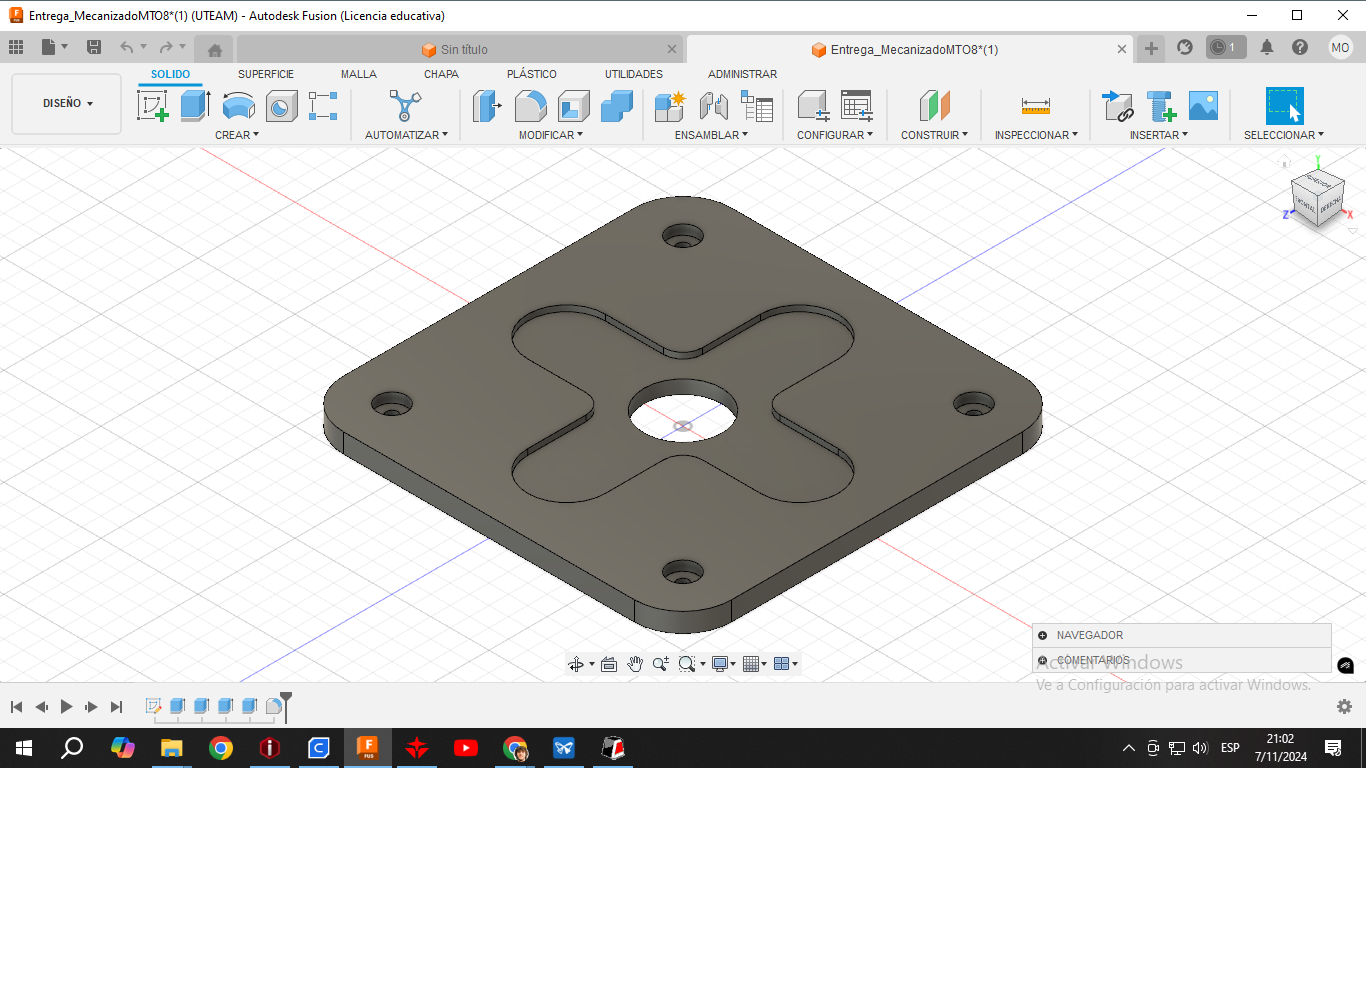 Entrega_MecanizadoMTO8*(1) (UTEAM) - Autodesk Fusion (Licencia educativa)
Sin título
Entrega_MecanizadoMTO8*(1)
1
MO
DISEÑO
SOLIDO
SUPERFICIE
MALLA
CHAPA
PLÁSTICO
UTILIDADES
ADMINISTRAR
CREAR
AUTOMATIZAR
MODIFICAR
ENSAMBLAR
CONFIGURAR
CONSTRUIR
INSPECCIONAR
INSERTAR
SELECCIONAR
Y
Z
X
NAVEGADOR
COMENTARIOS
Activar Windows
Ve a Configuración para activar Windows.
F
FUS
ESP
21:02
7/11/2024